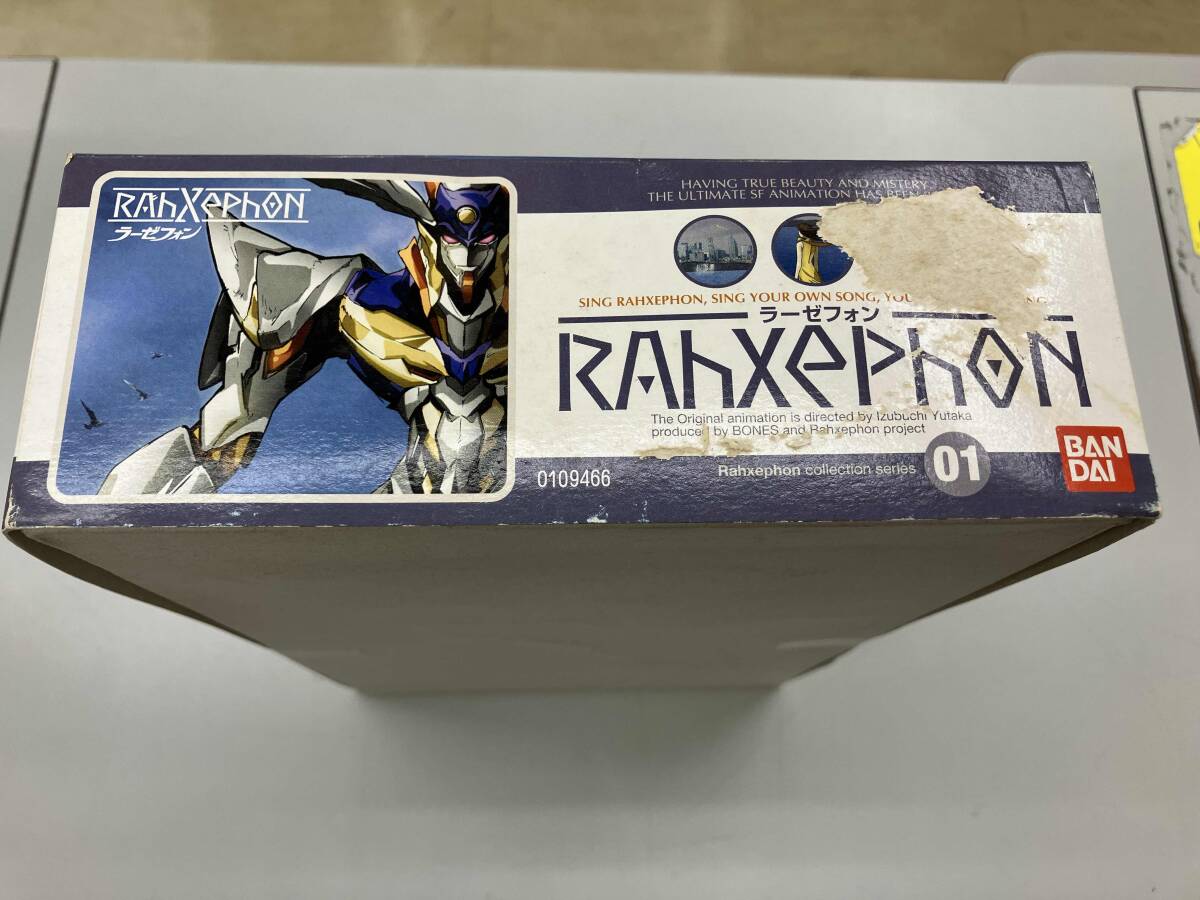 RAhXePhON
ラーゼフォン
HAVING TRUE BEAUTY AND MISTERY
THE ULTIMATE SF ANIMATION HAS BEEN
SING RAHXEPHON, SING YOUR OWN SONG,
ラーゼフォン
RAhXePhON
The Original animation is directed by Izubuchi Yutaka
produced by BONES and Rahxephon project
0109466
Rahxephon collection series 01
BAN
DAI